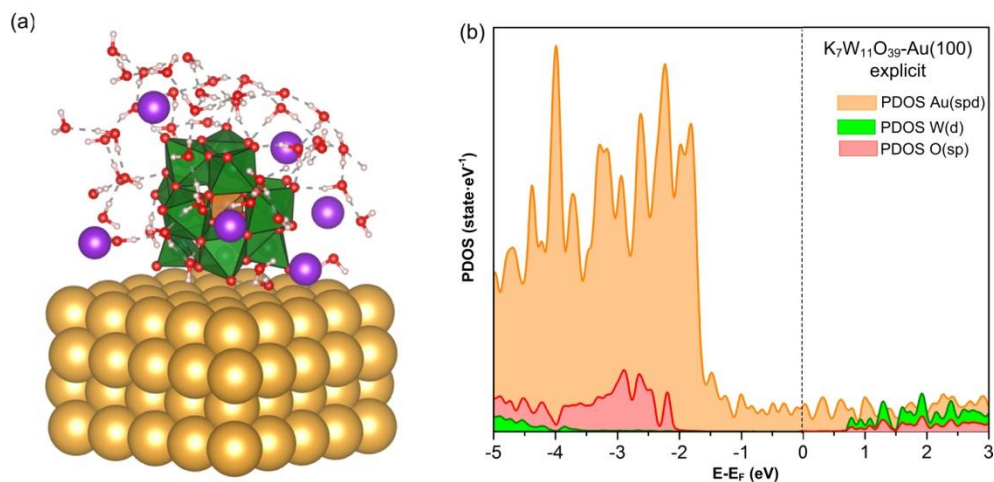 (a)
(b)
K₇W₁₁O₃₉-Au(100)
explicit
PDOS Au(spd)
PDOS W(d)
PDOS O(sp)
PDOS (state·eV⁻¹)
-5 -4 -3 -2 -1 0 1 2 3
E-E_F (eV)